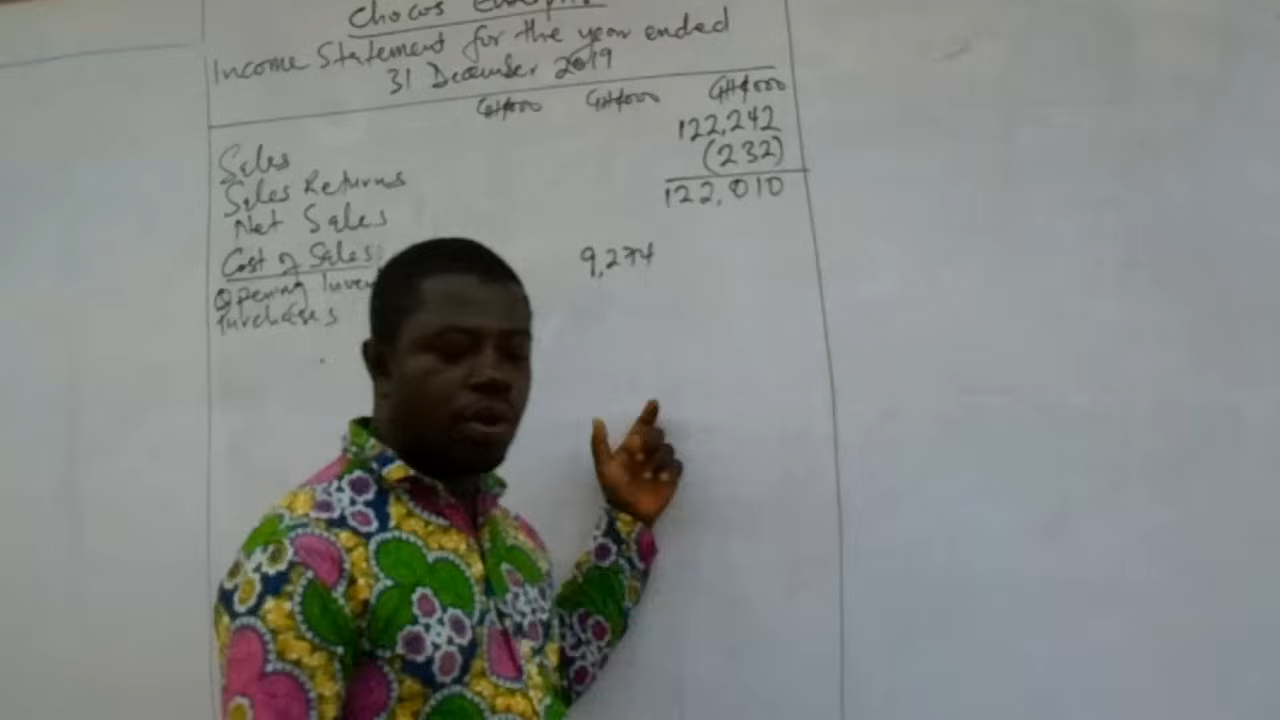 Chocos
Income Statement for the year ended
31 December 2019
GH¢000 GH¢000 GH¢000
Sales 122,242
Sales Returns (232)
Net Sales 122,010
Cost of Sales
Opening Inven 9,274
Purchases